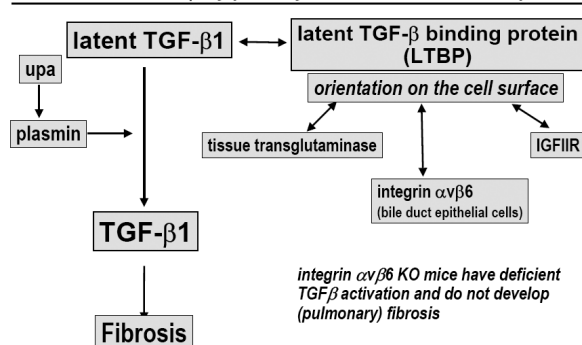 latent TGF-β1
latent TGF-β binding protein
(LTBP)
upa
orientation on the cell surface
plasmin
tissue transglutaminase
IGFIIR
integrin αvβ6
(bile duct epithelial cells)
TGF-β1
integrin αvβ6 KO mice have deficient
TGFβ activation and do not develop
(pulmonary) fibrosis
Fibrosis